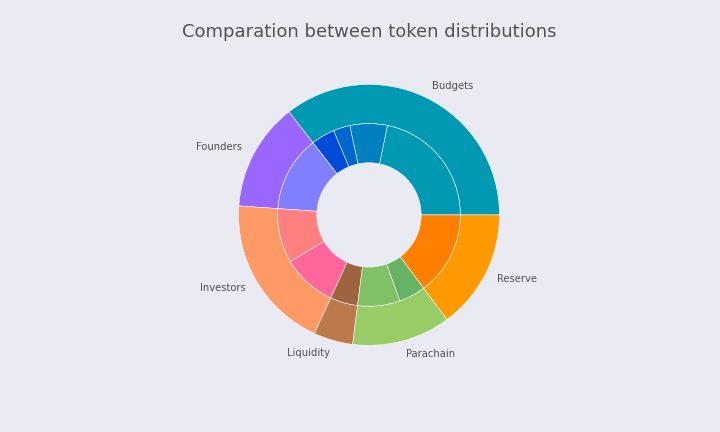 Comparation between token distributions
Budgets
Founders
Investors
Reserve
Liquidity
Parachain